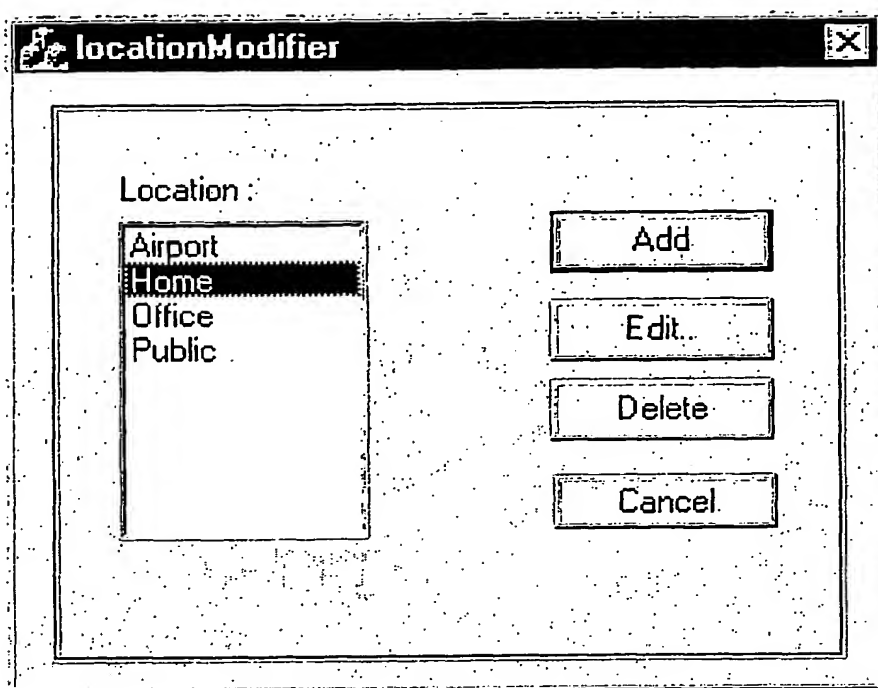 locationModifier
Location :
Airport
Home
Office
Public
Add
Edit...
Delete
Cancel